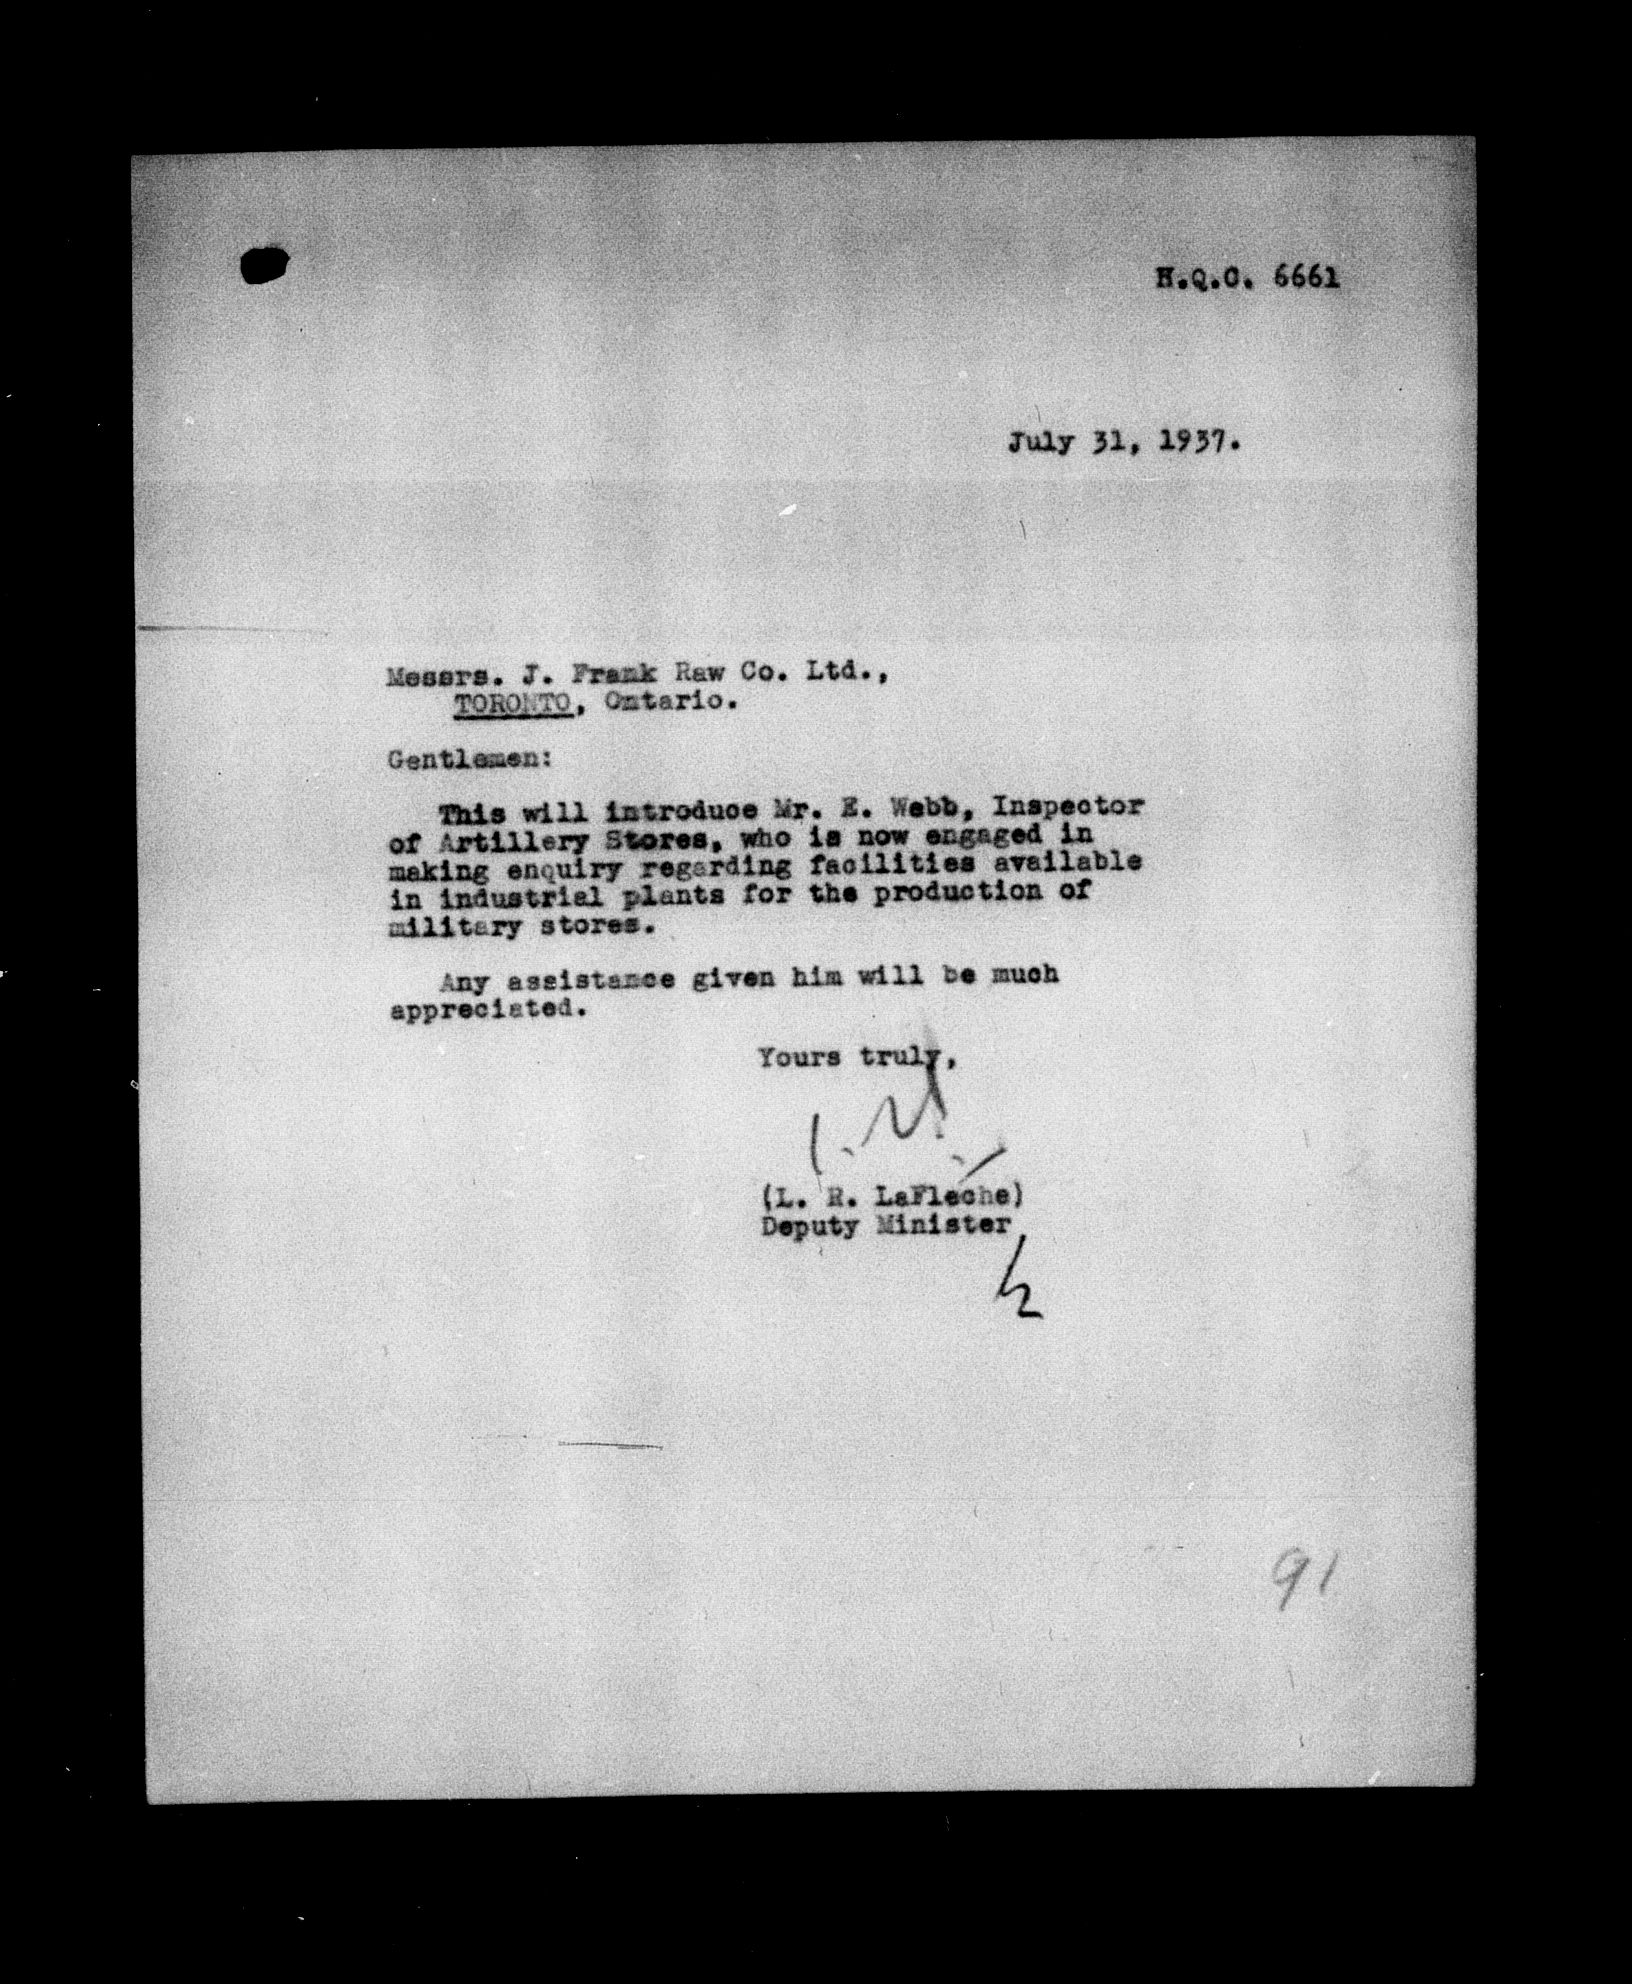 H.Q.C. 6661
July 31, 1937.
Messrs. J. Frank Raw Co. Ltd.,
TORONTO, Ontario.
Gentlemen:
This will introduce Mr. E. Webb, Inspector
of Artillery Stores, who is now engaged in
making enquiry regarding facilities available
in industrial plants for the production of
military stores.
Any assistance given him will be much
appreciated.
Yours truly,
(L. R. LaFleche)
Deputy Minister
91